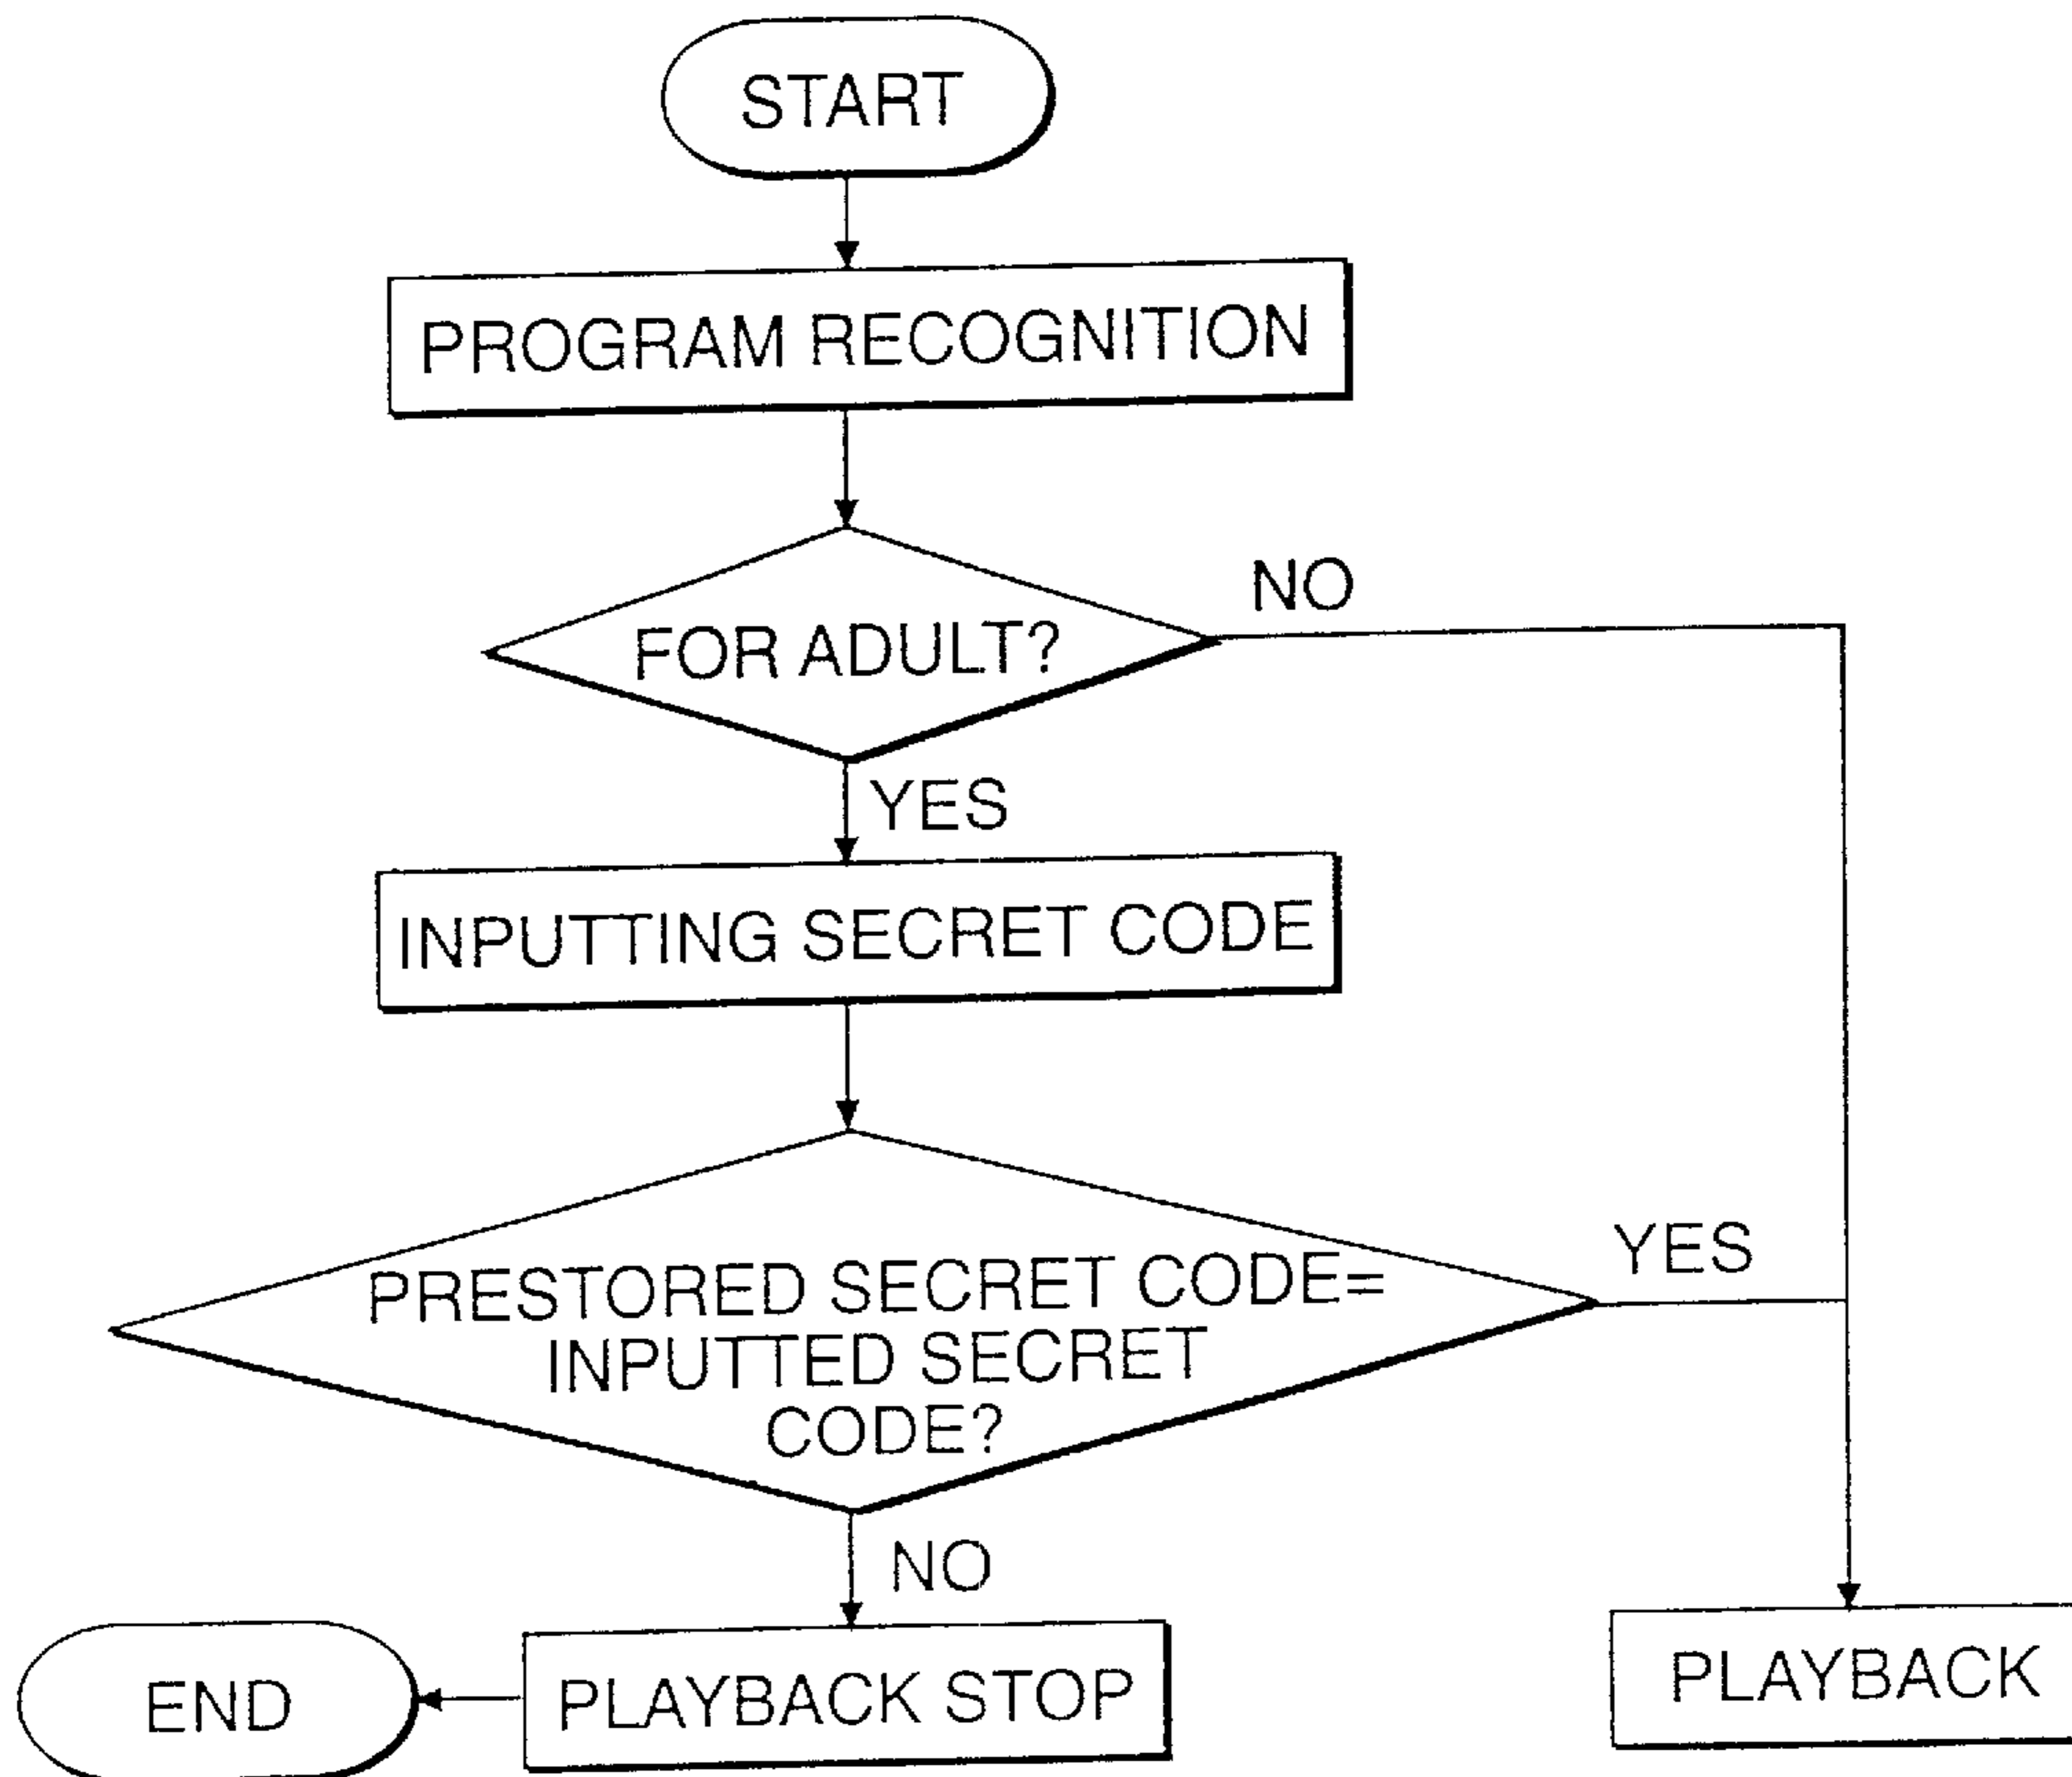 START
PROGRAM RECOGNITION
FOR ADULT?
NO
YES
INPUTTING SECRET CODE
PRESTORED SECRET CODE=
INPUTTED SECRET
CODE?
YES
NO
END
PLAYBACK STOP
PLAYBACK